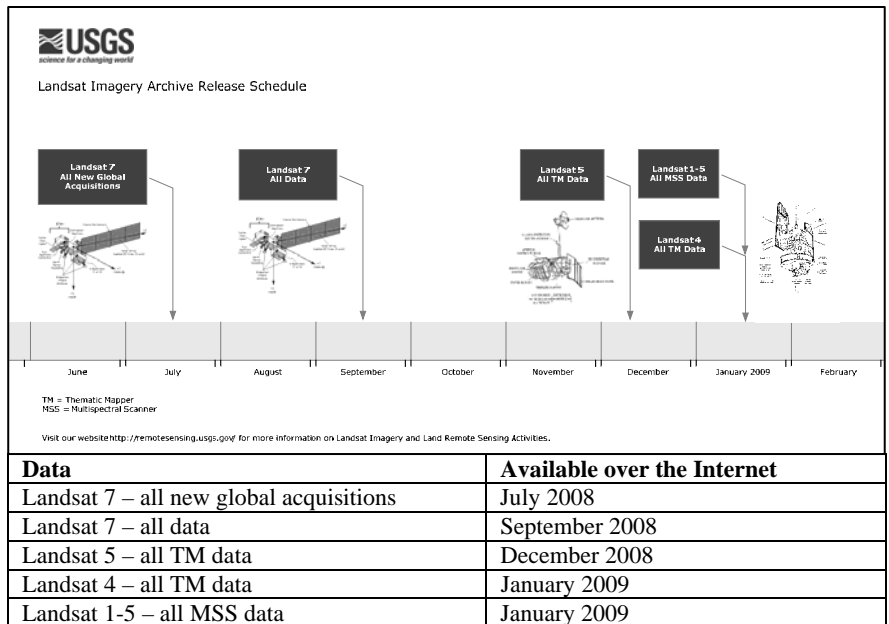 USGS
science for a changing world
Landsat Imagery Archive Release Schedule
Landsat 7
All New Global
Acquisitions
Landsat 7
All Data
Landsat 5
All TM Data
Landsat 1-5
All MSS Data
Landsat 4
All TM Data
June July August September October November December January 2009 February
TM = Thematic Mapper
MSS = Multispectral Scanner
Visit our website http://remotesensing.usgs.gov/ for more information on Landsat Imagery and Land Remote Sensing Activities.
Data Available over the Internet
Landsat 7 – all new global acquisitions July 2008
Landsat 7 – all data September 2008
Landsat 5 – all TM data December 2008
Landsat 4 – all TM data January 2009
Landsat 1-5 – all MSS data January 2009